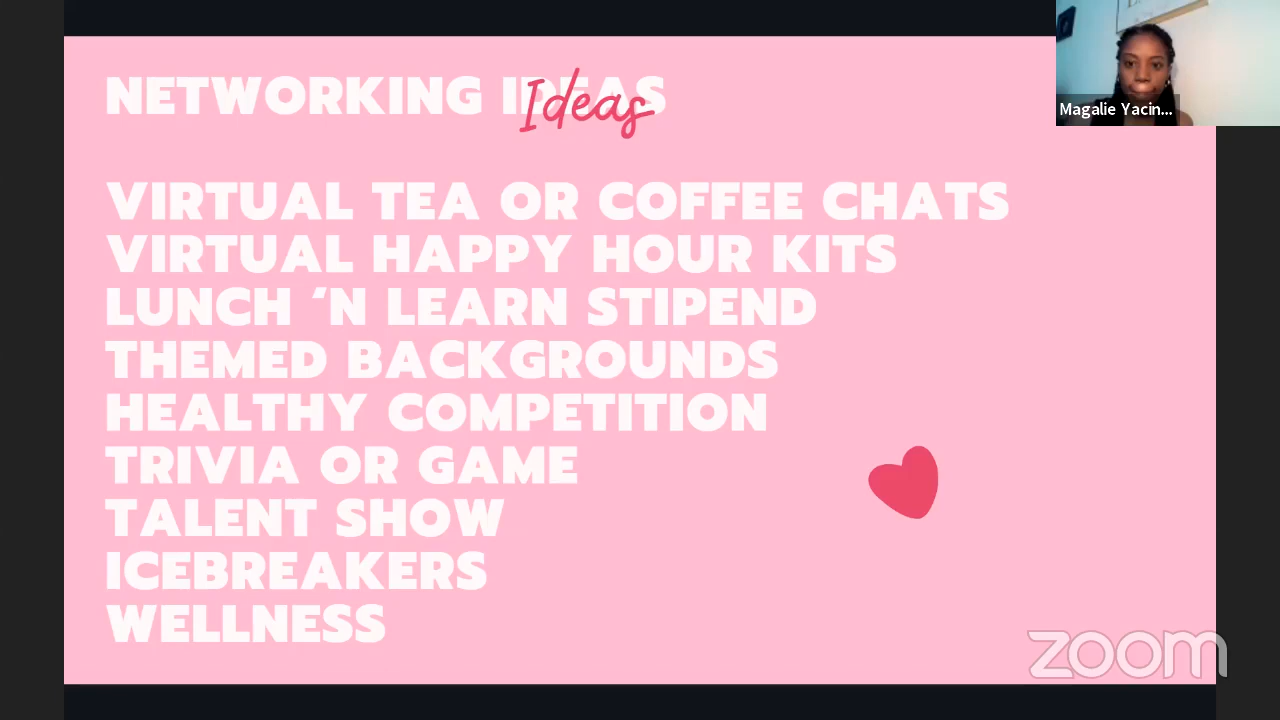 NETWORKING IDEAS
Ideas
VIRTUAL TEA OR COFFEE CHATS
VIRTUAL HAPPY HOUR KITS
LUNCH ‘N LEARN STIPEND
THEMED BACKGROUNDS
HEALTHY COMPETITION
TRIVIA OR GAME
TALENT SHOW
ICEBREAKERS
WELLNESS
Magalie Yacin...
zoom